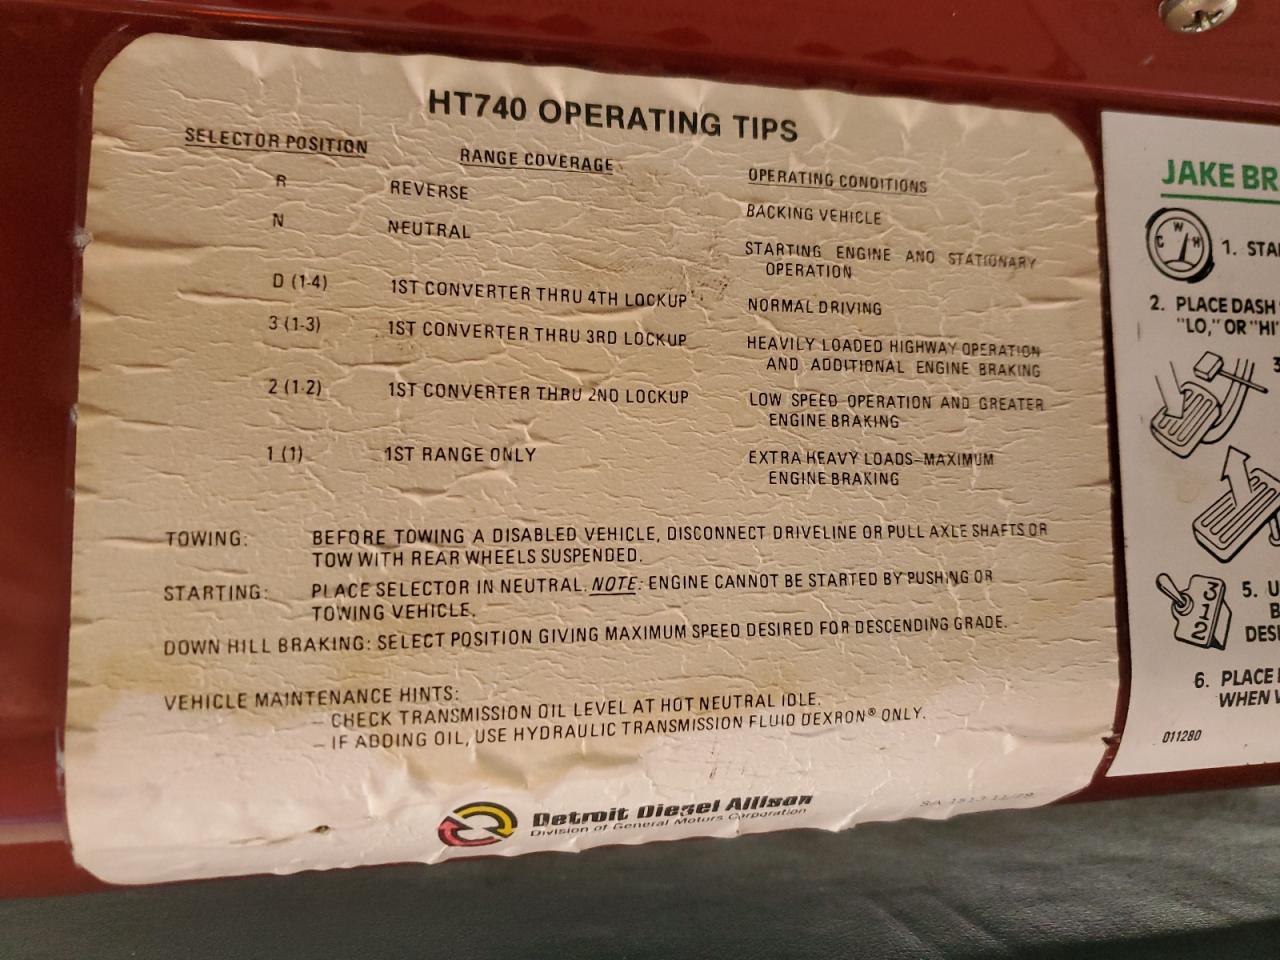 HT740 OPERATING TIPS
SELECTOR POSITION RANGE COVERAGE OPERATING CONDITIONS
R REVERSE BACKING VEHICLE
N NEUTRAL STARTING ENGINE AND STATIONARY
OPERATION
D (1-4) 1ST CONVERTER THRU 4TH LOCKUP NORMAL DRIVING
3 (1-3) 1ST CONVERTER THRU 3RD LOCKUP HEAVILY LOADED HIGHWAY OPERATION
AND ADDITIONAL ENGINE BRAKING
2 (1-2) 1ST CONVERTER THRU 2ND LOCKUP LOW SPEED OPERATION AND GREATER
ENGINE BRAKING
1 (1) 1ST RANGE ONLY EXTRA HEAVY LOADS-MAXIMUM
ENGINE BRAKING
TOWING: BEFORE TOWING A DISABLED VEHICLE, DISCONNECT DRIVELINE OR PULL AXLE SHAFTS OR
TOW WITH REAR WHEELS SUSPENDED.
STARTING: PLACE SELECTOR IN NEUTRAL. NOTE: ENGINE CANNOT BE STARTED BY PUSHING OR
TOWING VEHICLE.
DOWN HILL BRAKING: SELECT POSITION GIVING MAXIMUM SPEED DESIRED FOR DESCENDING GRADE.
VEHICLE MAINTENANCE HINTS:
– CHECK TRANSMISSION OIL LEVEL AT HOT NEUTRAL IDLE.
– IF ADDING OIL, USE HYDRAULIC TRANSMISSION FLUID DEXRON® ONLY.
Detroit Diesel Allison
Division of General Motors Corporation
SA 1513 11/79
JAKE BR
C W H
1. STA
2. PLACE DASH
"LO," OR "HI"
3
3
1
2
5. U
B
DESI
6. PLACE
WHEN V
011280